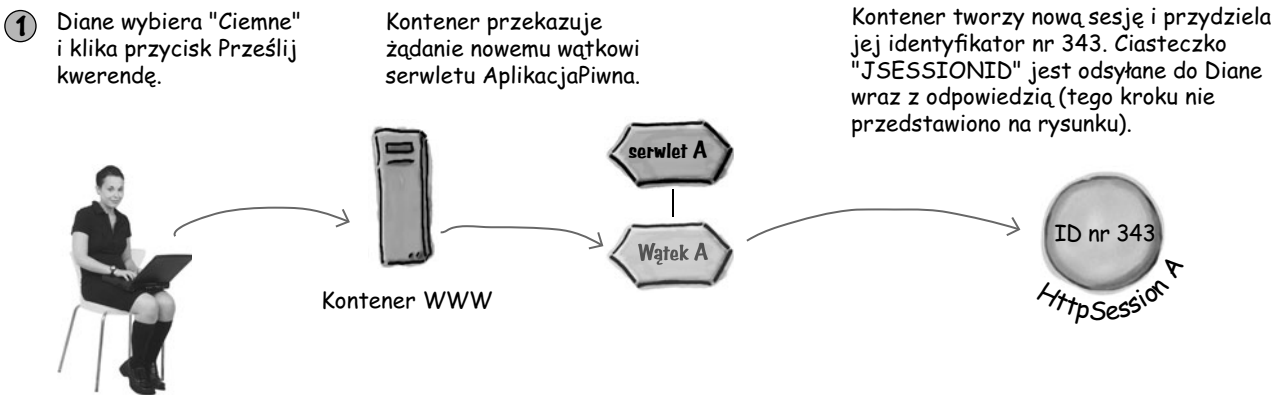 1
Diane wybiera "Ciemne"
i klika przycisk Prześlij
kwerendę.
Kontener przekazuje
żądanie nowemu wątkowi
serwletu AplikacjaPiwna.
Kontener tworzy nową sesję i przydziela
jej identyfikator nr 343. Ciasteczko
"JSESSIONID" jest odsyłane do Diane
wraz z odpowiedzią (tego kroku nie
przedstawiono na rysunku).
serwlet A
Wątek A
Kontener WWW
ID nr 343
HttpSession A